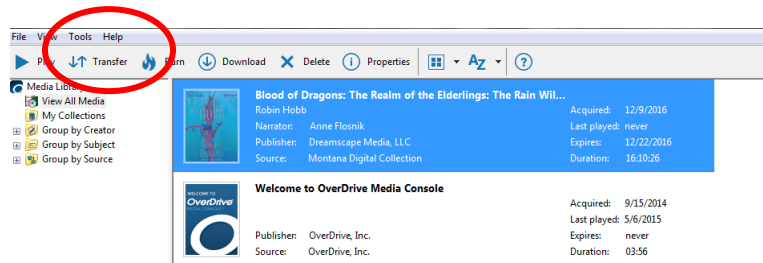 File View Tools Help
Play Transfer Burn Download Delete Properties AZ ?
Media Library
View All Media
My Collections
Group by Creator
Group by Subject
Group by Source
Blood of Dragons: The Realm of the Elderlings: The Rain Wil...
Robin Hobb Acquired: 12/9/2016
Narrator: Anne Flosnik Last played: never
Publisher: Dreamscape Media, LLC Expires: 12/22/2016
Source: Montana Digital Collection Duration: 16:10:26
WELCOME TO
OverDrive
Welcome to OverDrive Media Console
Acquired: 9/15/2014
Last played: 5/6/2015
Publisher: OverDrive, Inc. Expires: never
Source: OverDrive, Inc. Duration: 03:56